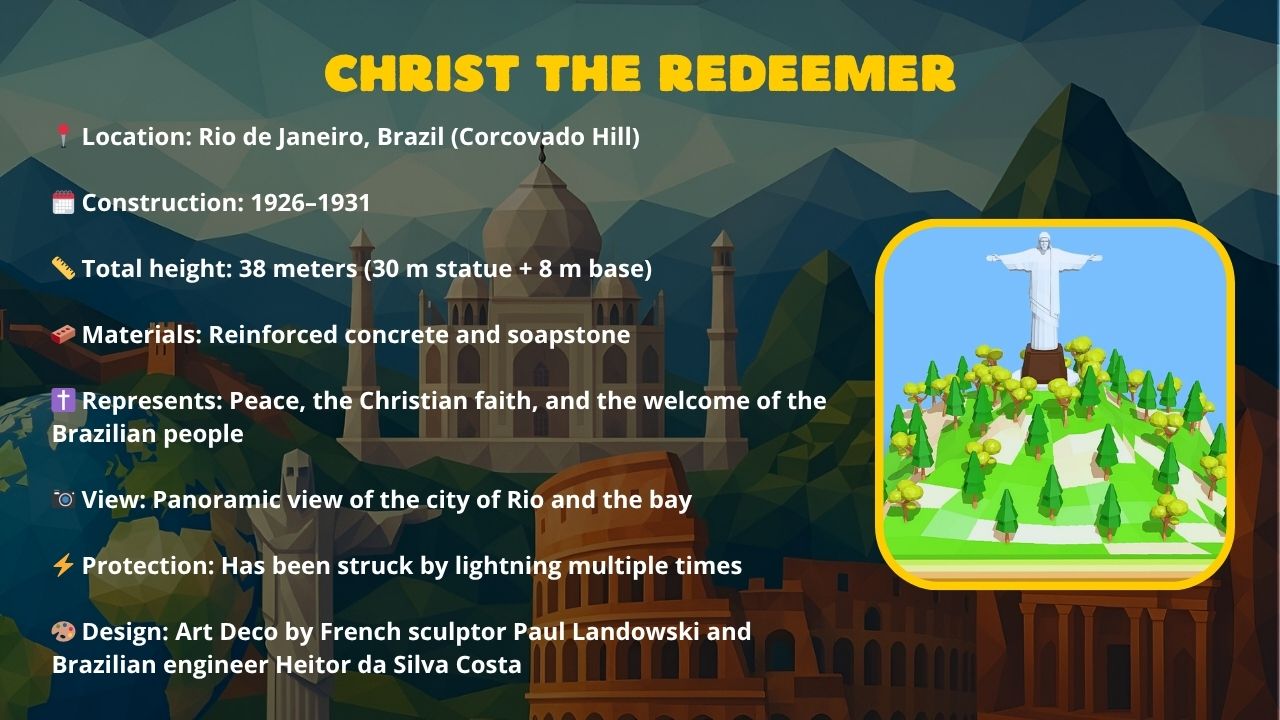 CHRIST THE REDEEMER
📍 Location: Rio de Janeiro, Brazil (Corcovado Hill)
🗓️ Construction: 1926–1931
📏 Total height: 38 meters (30 m statue + 8 m base)
🧱 Materials: Reinforced concrete and soapstone
✝️ Represents: Peace, the Christian faith, and the welcome of the
Brazilian people
📷 View: Panoramic view of the city of Rio and the bay
⚡ Protection: Has been struck by lightning multiple times
🎨 Design: Art Deco by French sculptor Paul Landowski and
Brazilian engineer Heitor da Silva Costa